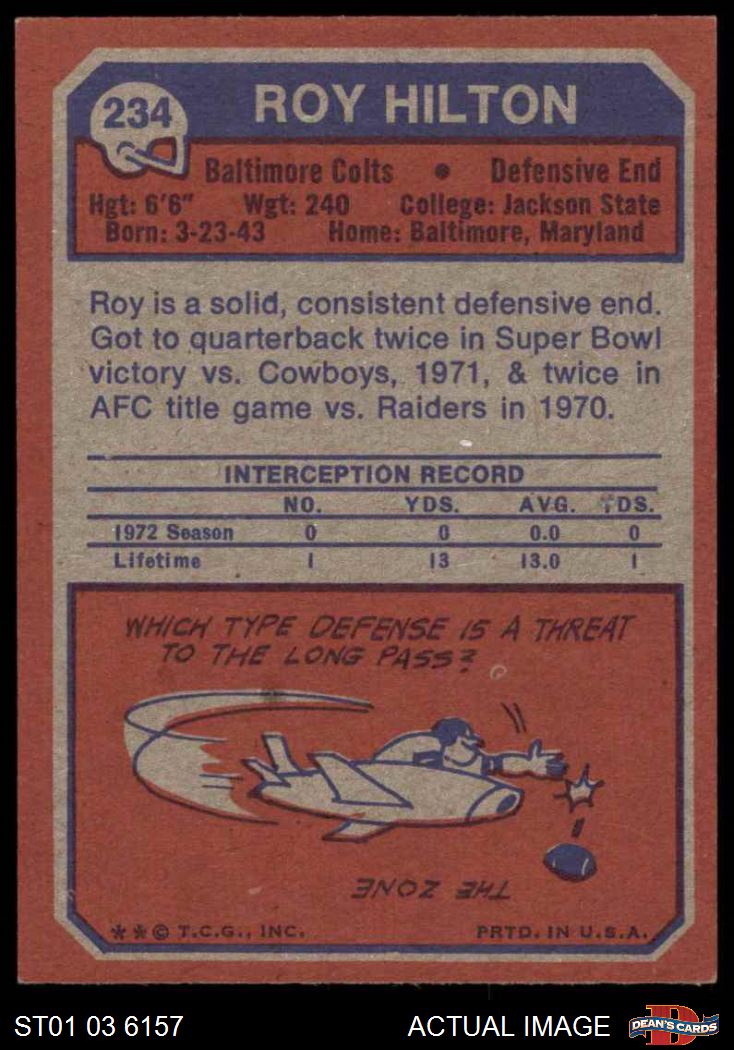 234
ROY HILTON
Baltimore Colts • Defensive End
Hgt: 6'6" Wgt: 240 College: Jackson State
Born: 3-23-43 Home: Baltimore, Maryland
Roy is a solid, consistent defensive end.
Got to quarterback twice in Super Bowl
victory vs. Cowboys, 1971, & twice in
AFC title game vs. Raiders in 1970.
INTERCEPTION RECORD
NO. YDS. AVG. TDS.
1972 Season 0 0 0.0 0
Lifetime 1 13 13.0 1
WHICH TYPE DEFENSE IS A THREAT
TO THE LONG PASS?
THE ZONE
**© T.C.G., INC. PRTD. IN U.S.A.
ST01 03 6157 ACTUAL IMAGE DEAN'S CARDS